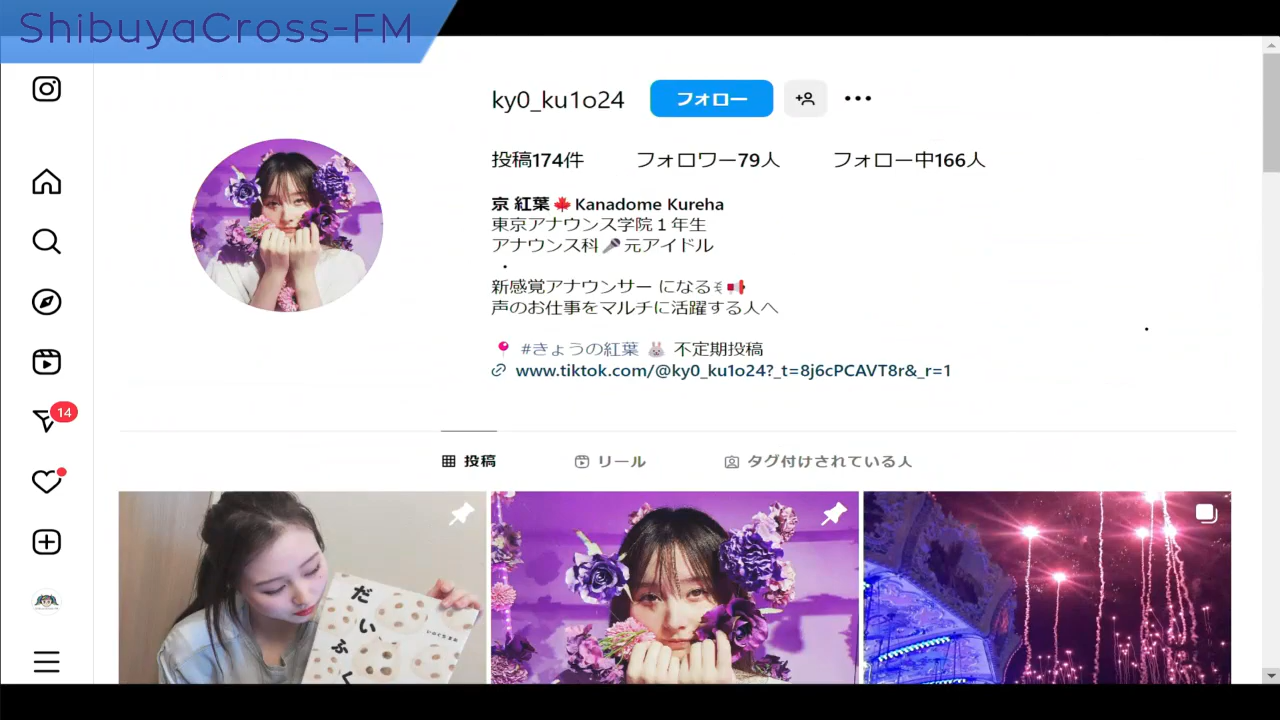 ShibuyaCross-FM
ky0_ku1o24
フォロー
投稿174件 フォロワー79人 フォロー中166人
京 紅葉🍁Kanadome Kureha
東京アナウンス学院１年生
アナウンス科🎤元アイドル
新感覚アナウンサー になる
声のお仕事をマルチに活躍する人へ
#きょうの紅葉 🐰 不定期投稿
www.tiktok.com/@ky0_ku1o24?_t=8j6cPCAVT8r&_r=1
14
投稿 リール タグ付けされている人
だいふく